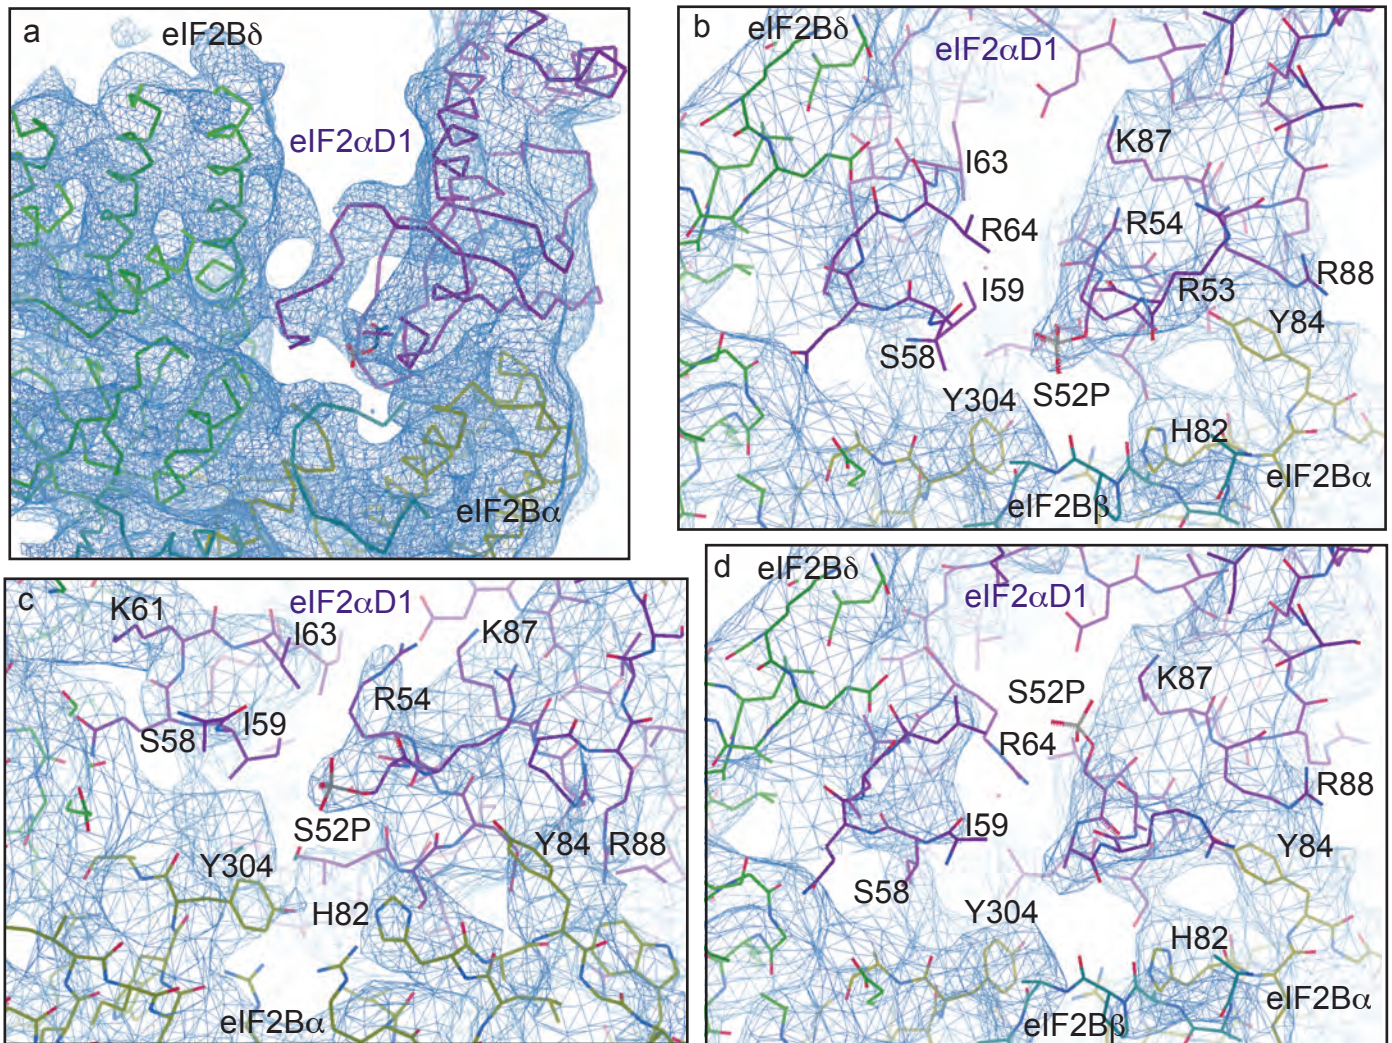 a
eIF2Bδ
eIF2αD1
eIF2Bα
b
eIF2Bδ
eIF2αD1
K87
I63
R54
R64
I59
R53
R88
Y84
S58
Y304
S52P
H82
eIF2Bα
eIF2Bβ
c
eIF2αD1
K61
I63
K87
R54
I59
S58
S52P
Y304
Y84
R88
H82
eIF2Bα
d
eIF2Bδ
eIF2αD1
S52P
K87
R64
R88
I59
Y84
S58
Y304
H82
eIF2Bα
eIF2Bβ